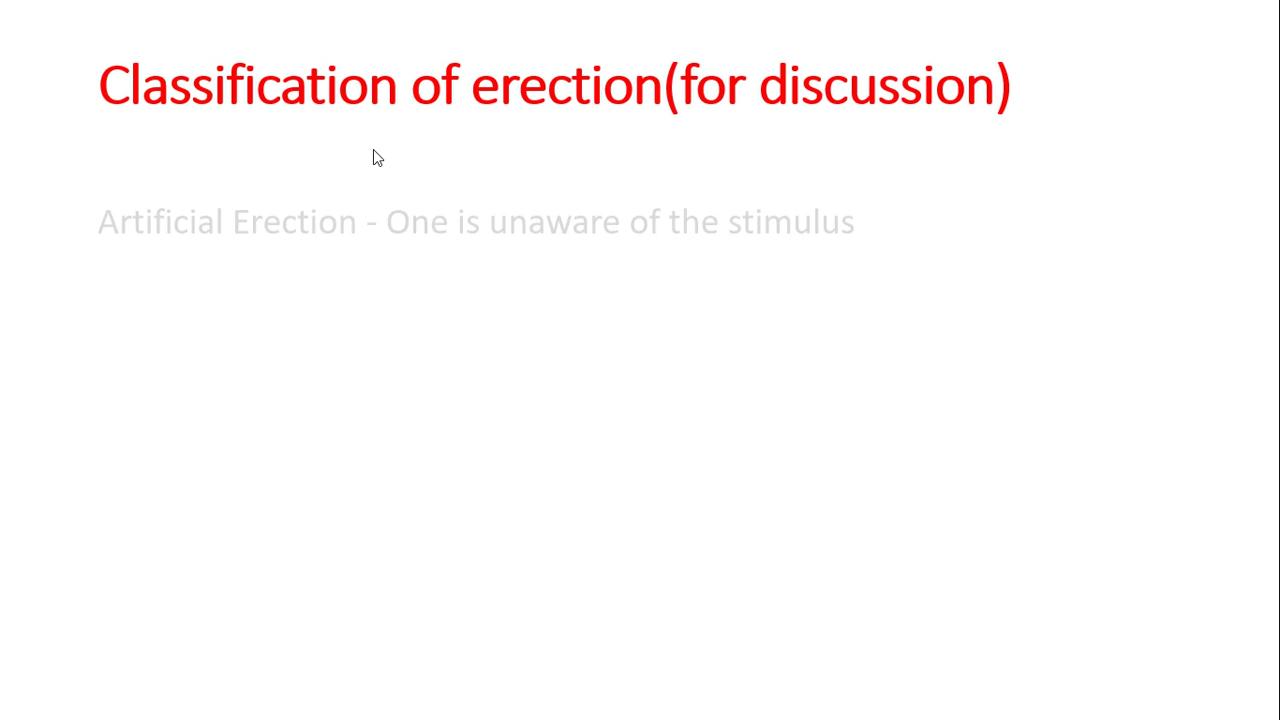 Classification of erection(for discussion)
Artificial Erection - One is unaware of the stimulus